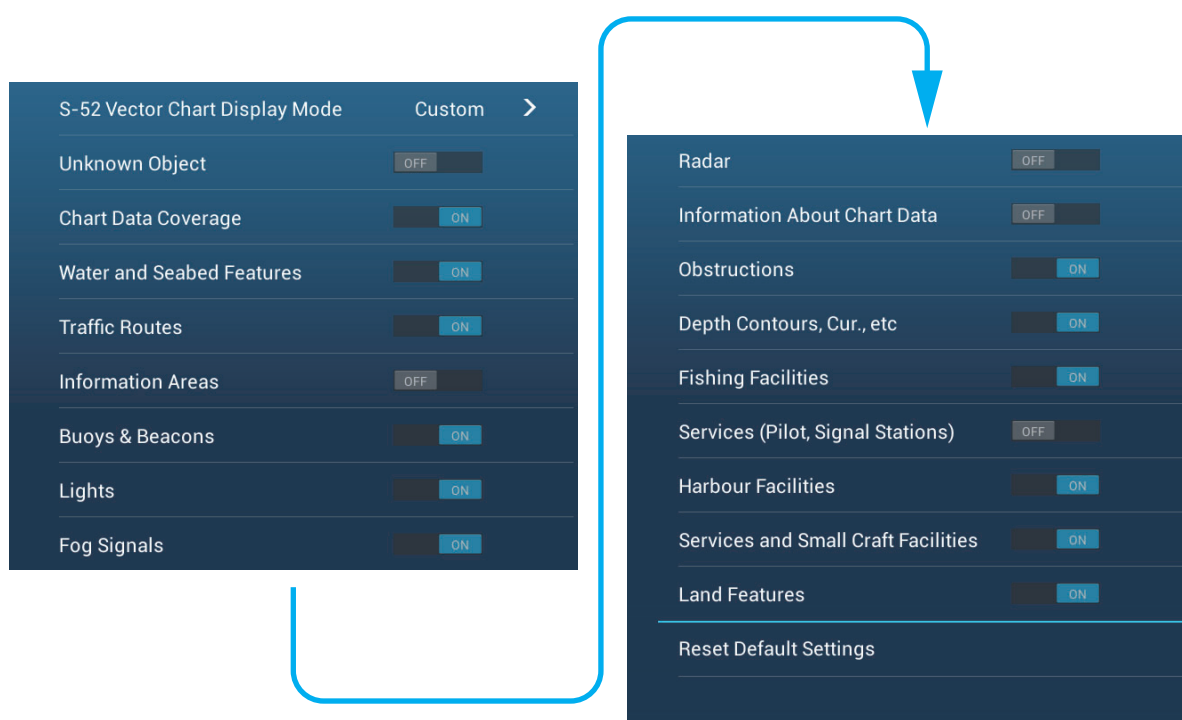 S-52 Vector Chart Display Mode Custom
Unknown Object OFF
Chart Data Coverage ON
Water and Seabed Features ON
Traffic Routes ON
Information Areas OFF
Buoys & Beacons ON
Lights ON
Fog Signals ON
Radar OFF
Information About Chart Data OFF
Obstructions ON
Depth Contours, Cur., etc ON
Fishing Facilities ON
Services (Pilot, Signal Stations) OFF
Harbour Facilities ON
Services and Small Craft Facilities ON
Land Features ON
Reset Default Settings